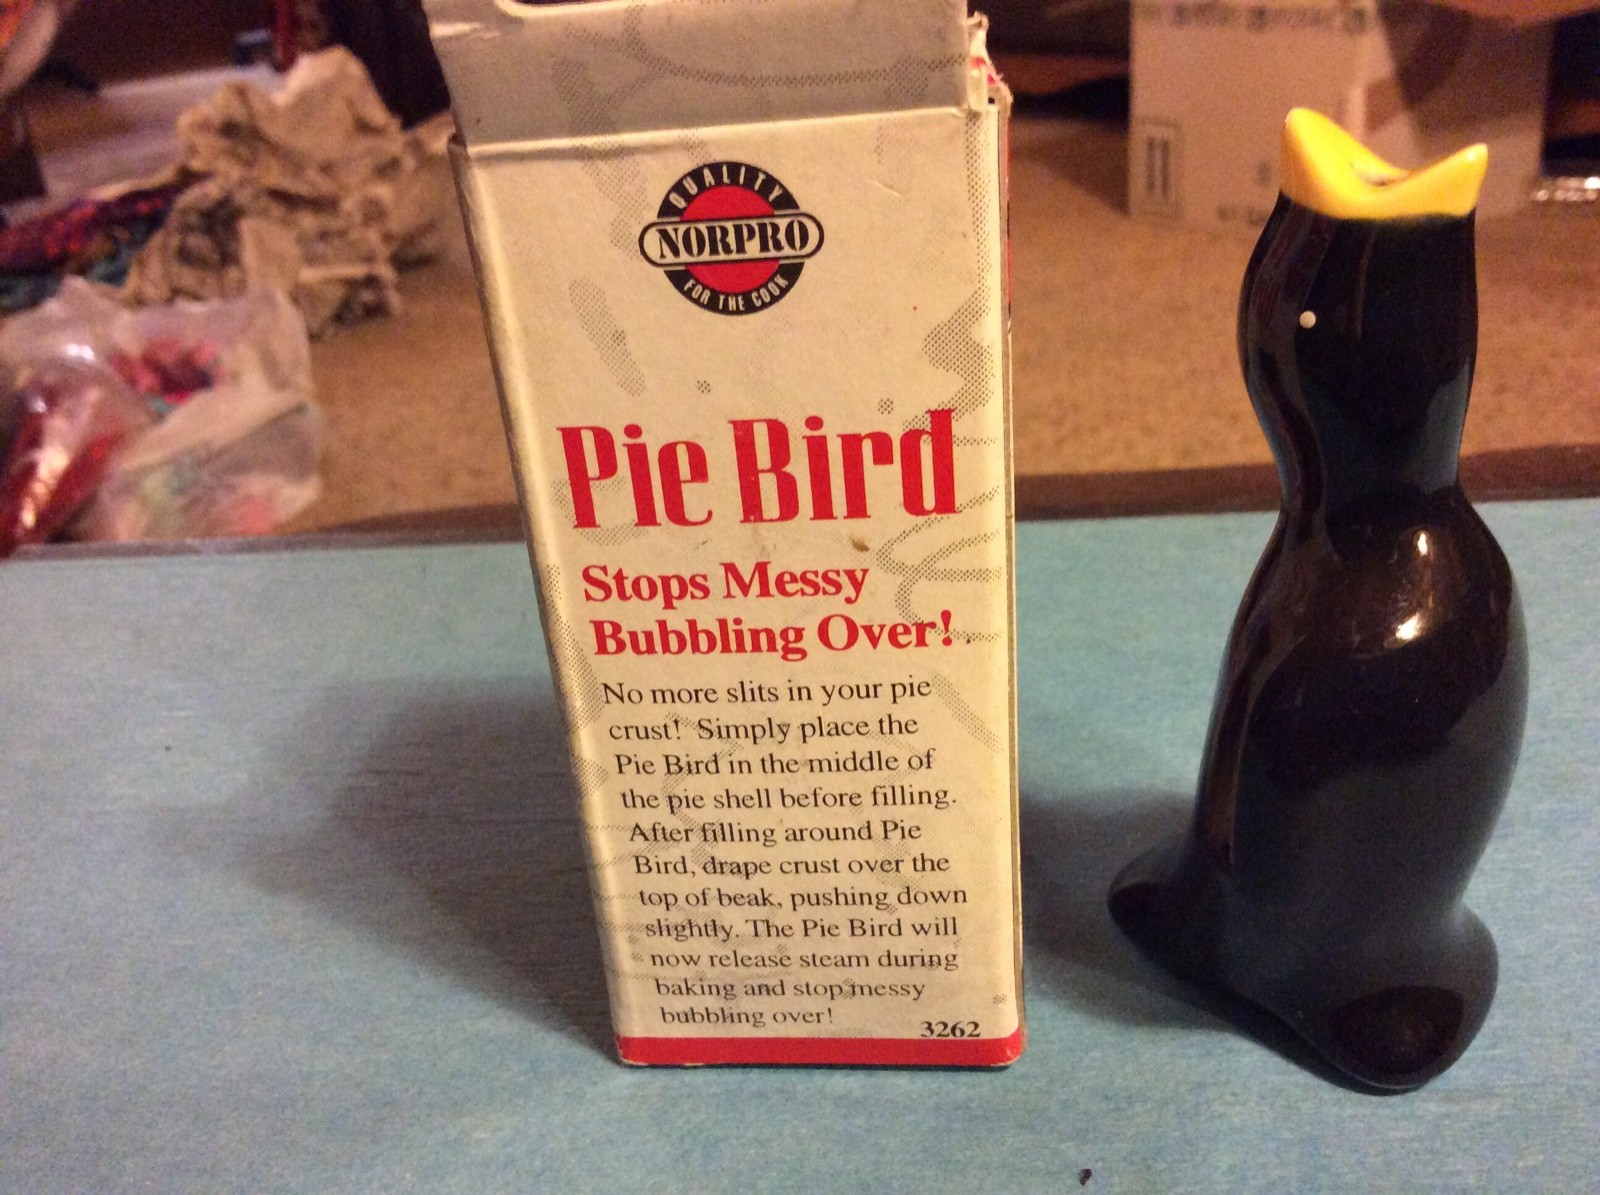 QUALITY
NORPRO
FOR THE COOK
Pie Bird
Stops Messy
Bubbling Over!
No more slits in your pie
crust! Simply place the
Pie Bird in the middle of
the pie shell before filling.
After filling around Pie
Bird, drape crust over the
top of beak, pushing down
slightly. The Pie Bird will
now release steam during
baking and stop messy
bubbling over!
3262